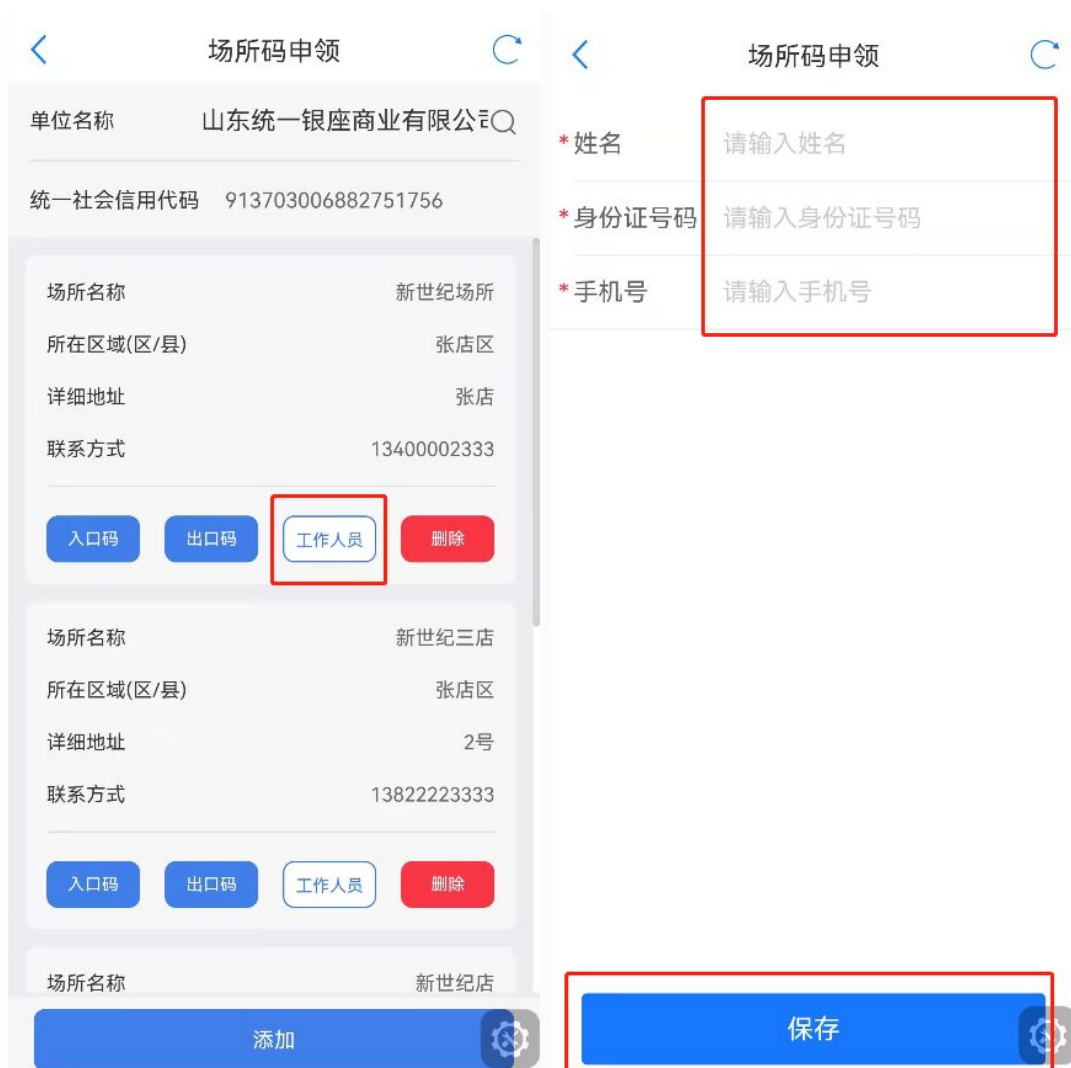 场所码申领
单位名称 山东统一银座商业有限公
统一社会信用代码 913703006882751756
场所名称 新世纪场所
所在区域(区/县) 张店区
详细地址 张店
联系方式 13400002333
入口码 出口码 工作人员 删除
场所名称 新世纪三店
所在区域(区/县) 张店区
详细地址 2号
联系方式 13822223333
入口码 出口码 工作人员 删除
场所名称 新世纪店
添加
场所码申领
*姓名 请输入姓名
*身份证号码 请输入身份证号码
*手机号 请输入手机号
保存